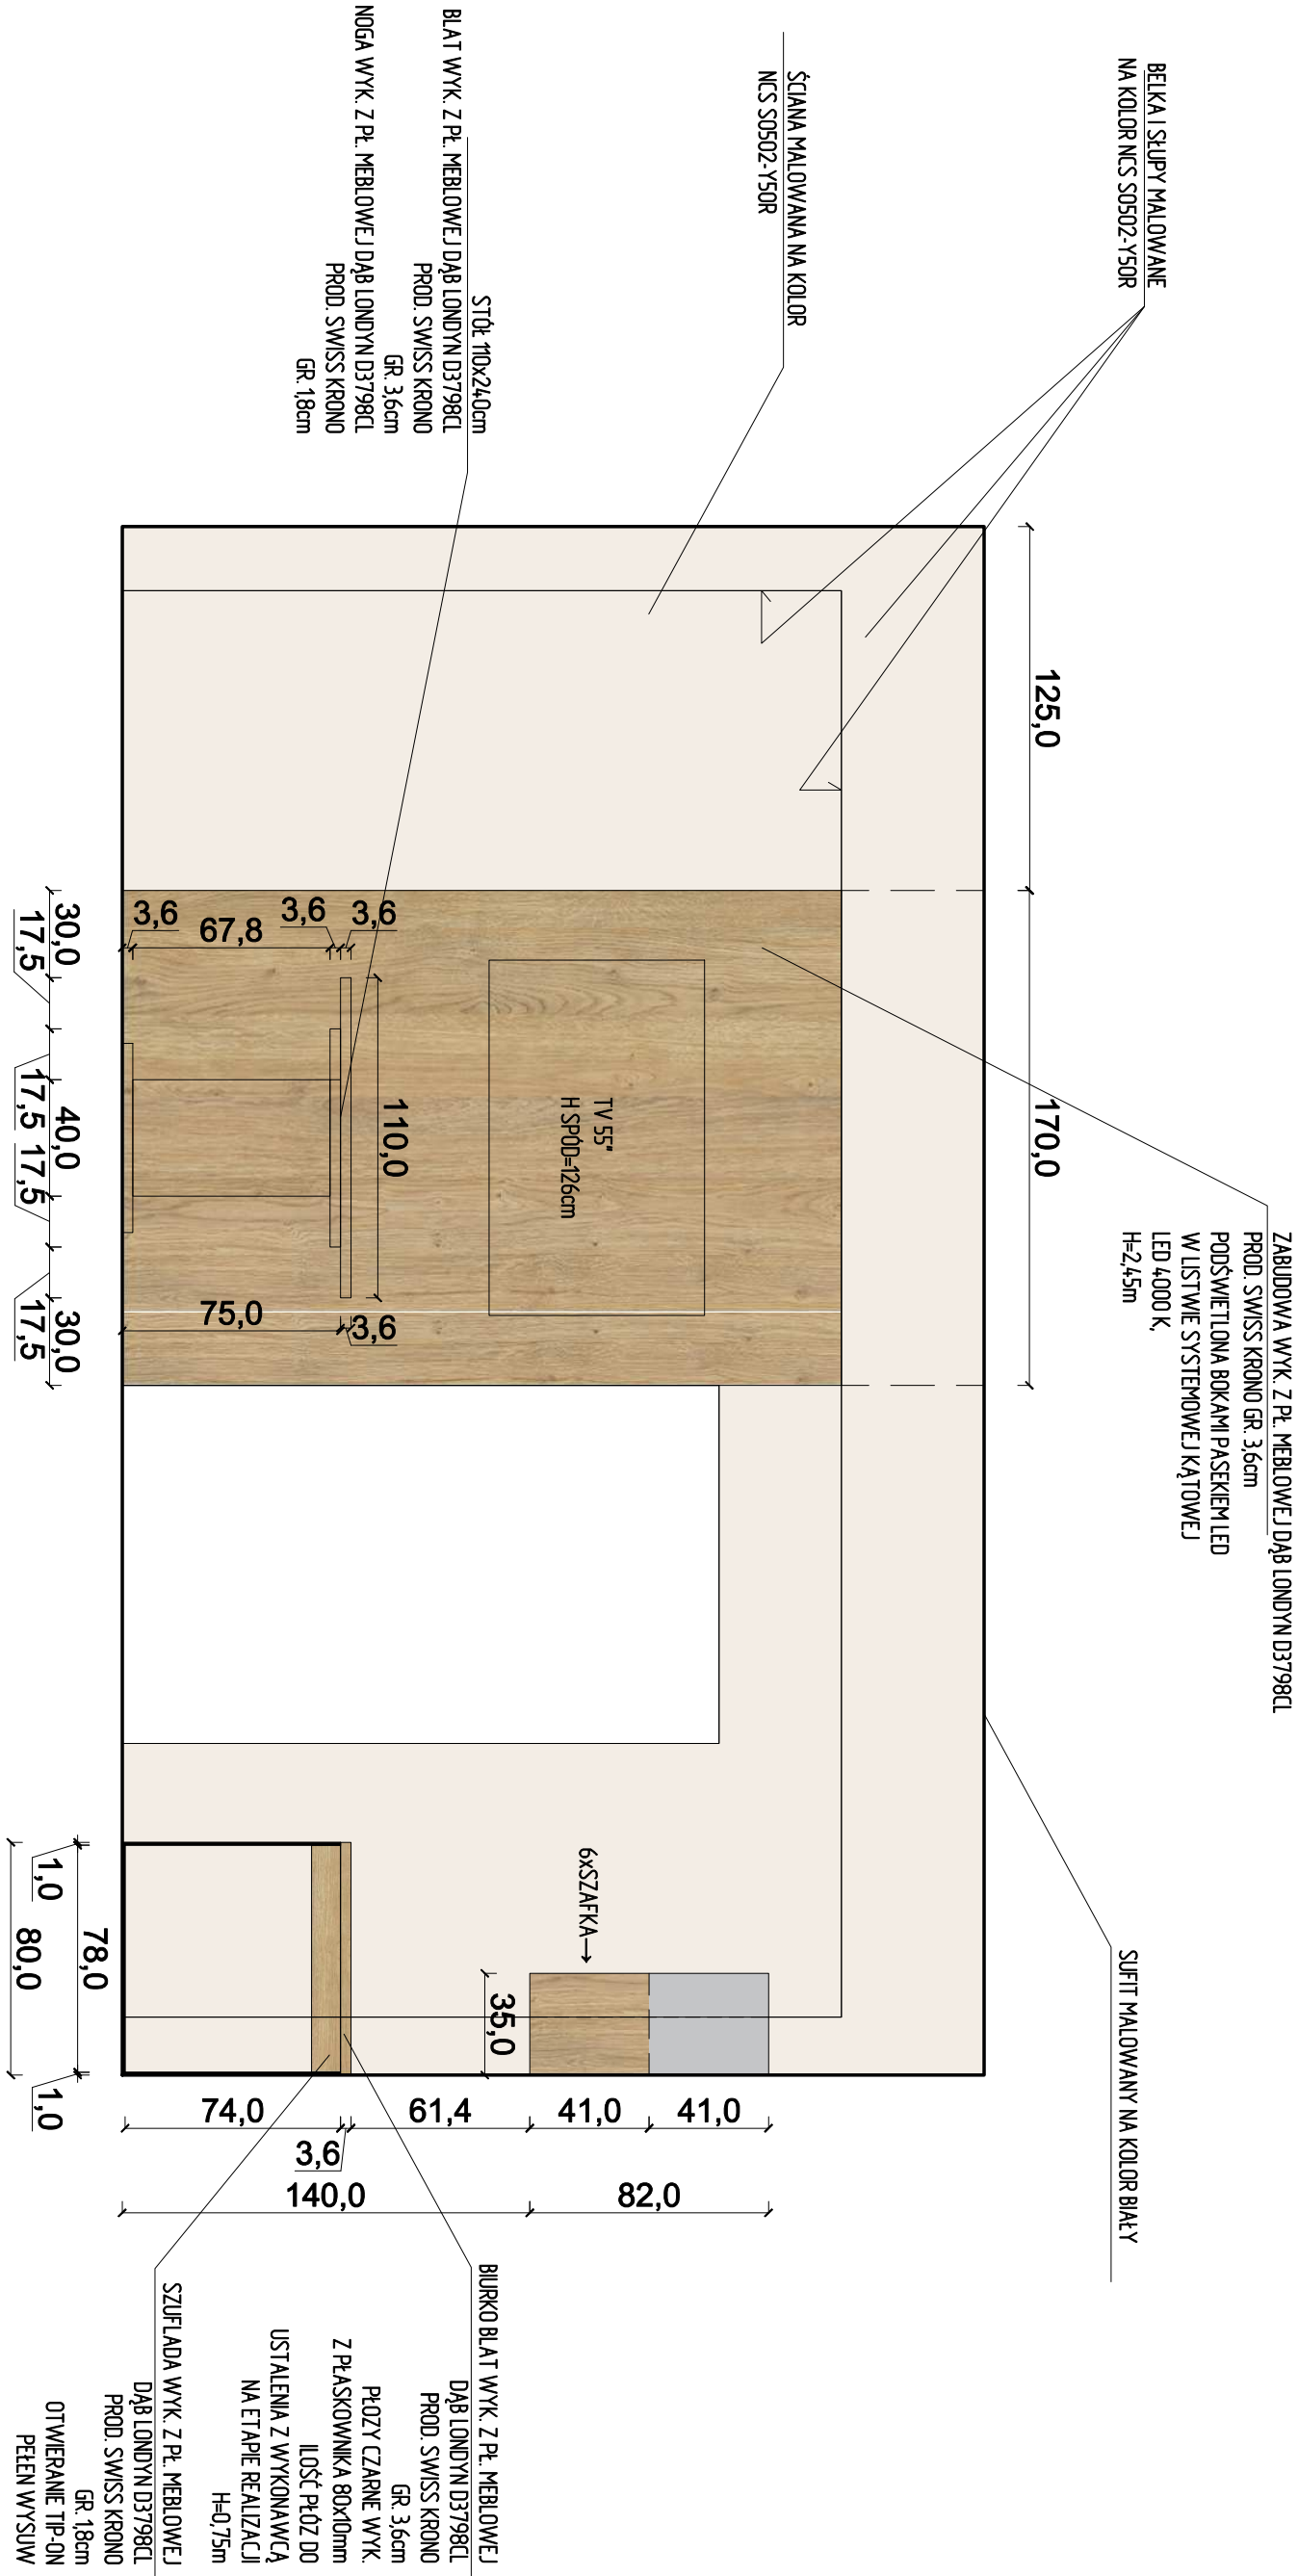 BELKA I SŁUPY MALOWANE
NA KOLOR NCS S0502-Y50R
ŚCIANA MALOWANA NA KOLOR
NCS S0502-Y50R
STÓŁ 110x240cm
BLAT WYK. Z PŁ. MEBLOWEJ DĄB LONDYN D3798CL
PROD. SWISS KRONO
GR. 3,6cm
NOGA WYK. Z PŁ. MEBLOWEJ DĄB LONDYN D3798CL
PROD. SWISS KRONO
GR. 1,8cm
ZABUDOWA WYK. Z PŁ. MEBLOWEJ DĄB LONDYN D3798CL
PROD. SWISS KRONO GR. 3,6cm
PODŚWIETLONA BOKAMI PASEKIEM LED
W LISTWIE SYSTEMOWEJ KĄTOWEJ
LED 4000 K,
H=2,45m
SUFIT MALOWANY NA KOLOR BIAŁY
125,0
170,0
TV 55"
H SPÓD=126cm
110,0
3,6
67,8
3,6
3,6
75,0
3,6
30,0
40,0
30,0
17,5
17,5
17,5
17,5
6xSZAFKA→
35,0
78,0
1,0
1,0
80,0
74,0
3,6
61,4
41,0
41,0
140,0
82,0
BIURKO BLAT WYK. Z PŁ. MEBLOWEJ
DĄB LONDYN D3798CL
PROD. SWISS KRONO
GR. 3,6cm
PŁOZY CZARNE WYK.
Z PŁASKOWNIKA 80x10mm
ILOŚĆ PŁÓZ DO
USTALENIA Z WYKONAWCĄ
NA ETAPIE REALIZACJI
H=0,75m
SZUFLADA WYK. Z PŁ. MEBLOWEJ
DĄB LONDYN D3798CL
PROD. SWISS KRONO
GR. 1,8cm
OTWIERANIE TIP-ON
PEŁEN WYSUW